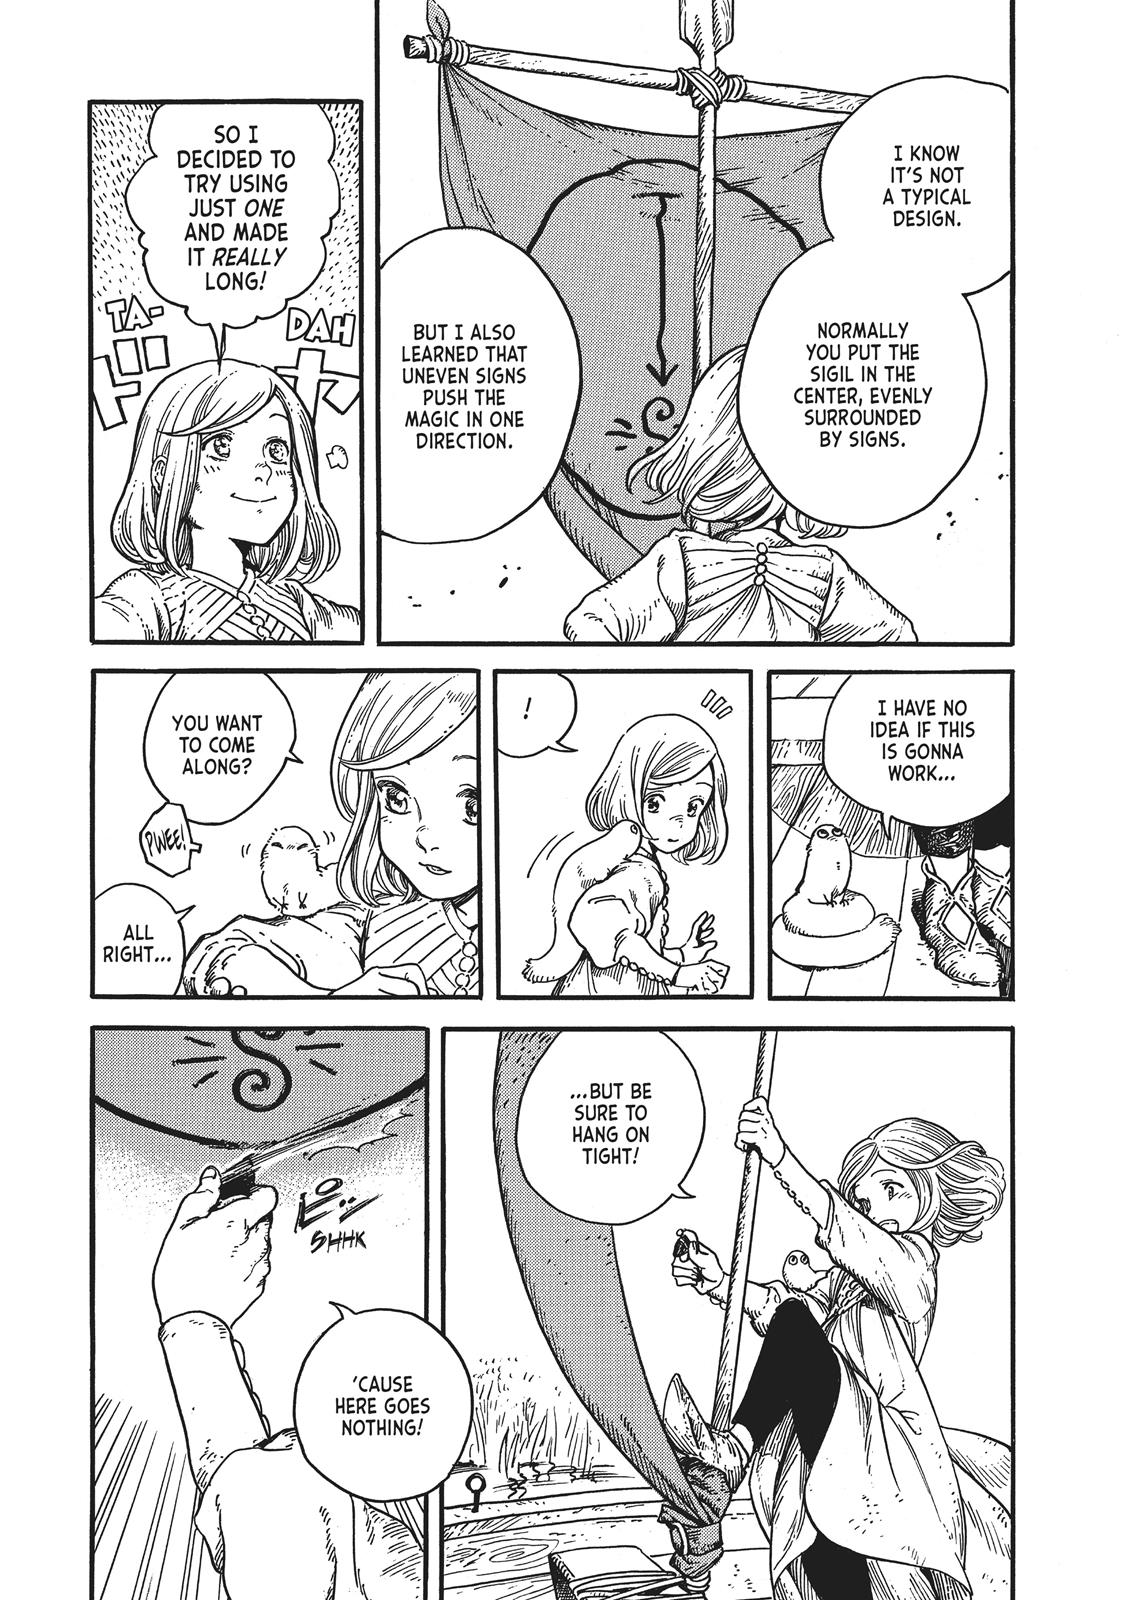 I KNOW
IT'S NOT
A TYPICAL
DESIGN.
NORMALLY
YOU PUT THE
SIGIL IN THE
CENTER, EVENLY
SURROUNDED
BY SIGNS.
BUT I ALSO
LEARNED THAT
UNEVEN SIGNS
PUSH THE
MAGIC IN ONE
DIRECTION.
SO I
DECIDED TO
TRY USING
JUST ONE
AND MADE
IT REALLY
LONG!
TA-
DAH
ドヤ
I HAVE NO
IDEA IF THIS
IS GONNA
WORK...
!
YOU WANT
TO COME
ALONG?
PWEE!
ALL
RIGHT...
...BUT BE
SURE TO
HANG ON
TIGHT!
SHHK
'CAUSE
HERE GOES
NOTHING!